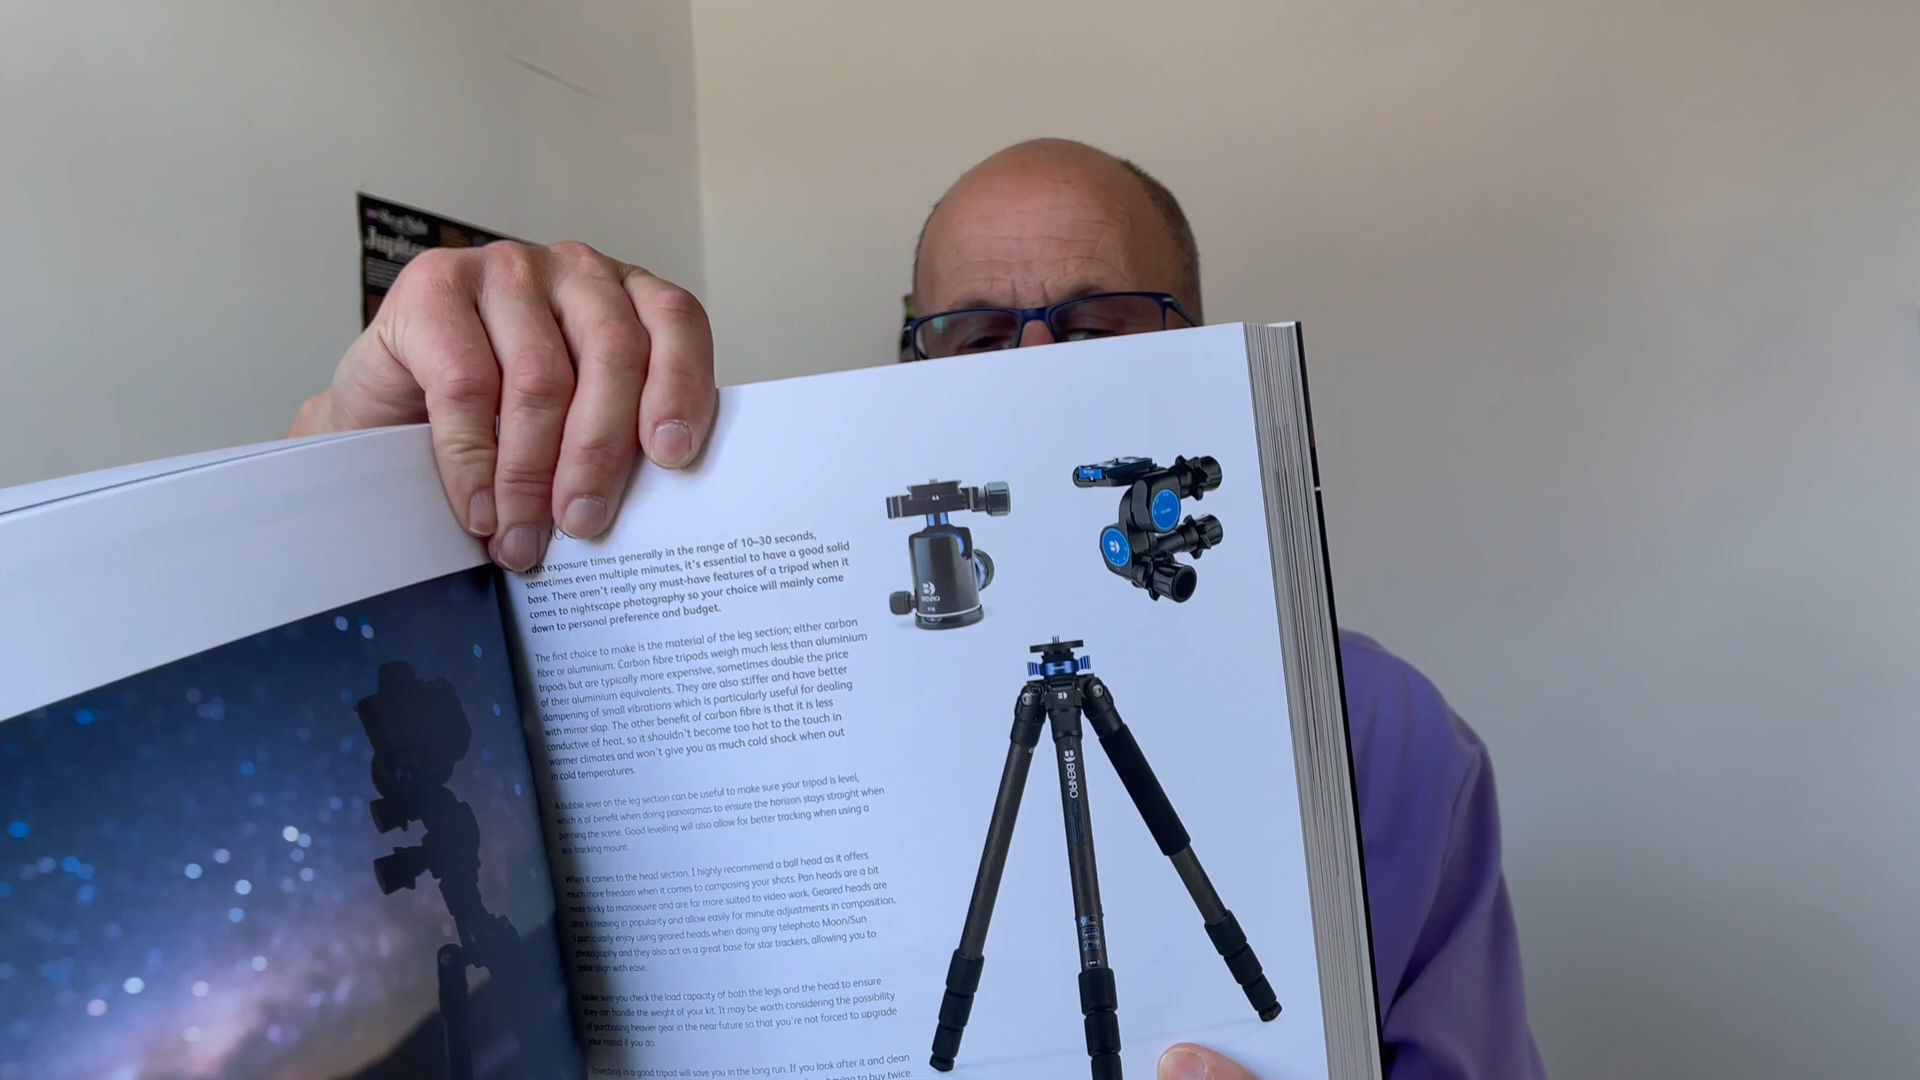 Jupiter
With exposure times generally in the range of 10–30 seconds,
sometimes even multiple minutes, it's essential to have a good solid
base. There aren't really any must-have features of a tripod when it
comes to nightscape photography so your choice will mainly come
down to personal preference and budget.
The first choice to make is the material of the leg section; either carbon
fibre or aluminium. Carbon fibre tripods weigh much less than aluminium
tripods but are typically more expensive, sometimes double the price
of their aluminium equivalents. They are also stiffer and have better
dampening of small vibrations which is particularly useful for dealing
with mirror slap. The other benefit of carbon fibre is that it is less
conductive of heat, so it shouldn't become too hot to the touch in
warmer climates and won't give you as much cold shock when out
in cold temperatures.
A bubble level on the leg section can be useful to make sure your tripod is level,
which is of benefit when doing panoramas to ensure the horizon stays straight when
panning the scene. Good levelling will also allow for better tracking when using a
star tracking mount.
When it comes to the head section, I highly recommend a ball head as it offers
much more freedom when it comes to composing your shots. Pan heads are a bit
more tricky to manoeuvre and are far more suited to video work. Geared heads are
also increasing in popularity and allow easily for minute adjustments in composition.
I particularly enjoy using geared heads when doing any telephoto Moon/Sun
photography and they also act as a great base for star trackers, allowing you to
polar align with ease.
Make sure you check the load capacity of both the legs and the head to ensure
they can handle the weight of your kit. It may be worth considering the possibility
of purchasing heavier gear in the near future so that you're not forced to upgrade
your tripod if you do.
Investing in a good tripod will save you in the long run. If you look after it and clean
having to buy twice.
BENRO
BENRO